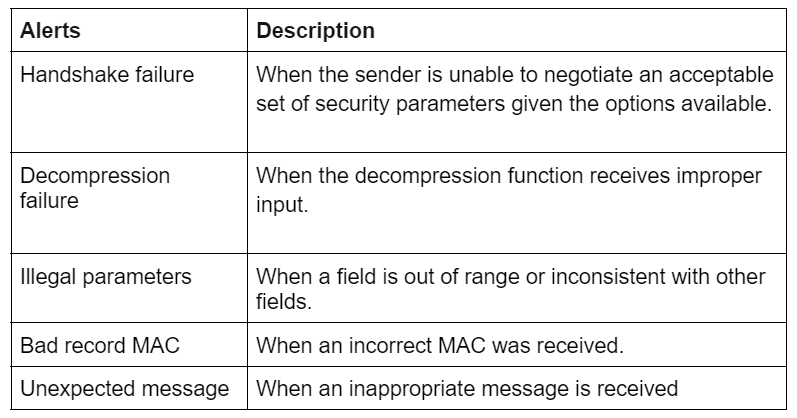 Alerts
Description
Handshake failure
When the sender is unable to negotiate an acceptable
set of security parameters given the options available.
Decompression
failure
When the decompression function receives improper
input.
Illegal parameters
When a field is out of range or inconsistent with other
fields.
Bad record MAC
When an incorrect MAC was received.
Unexpected message
When an inappropriate message is received